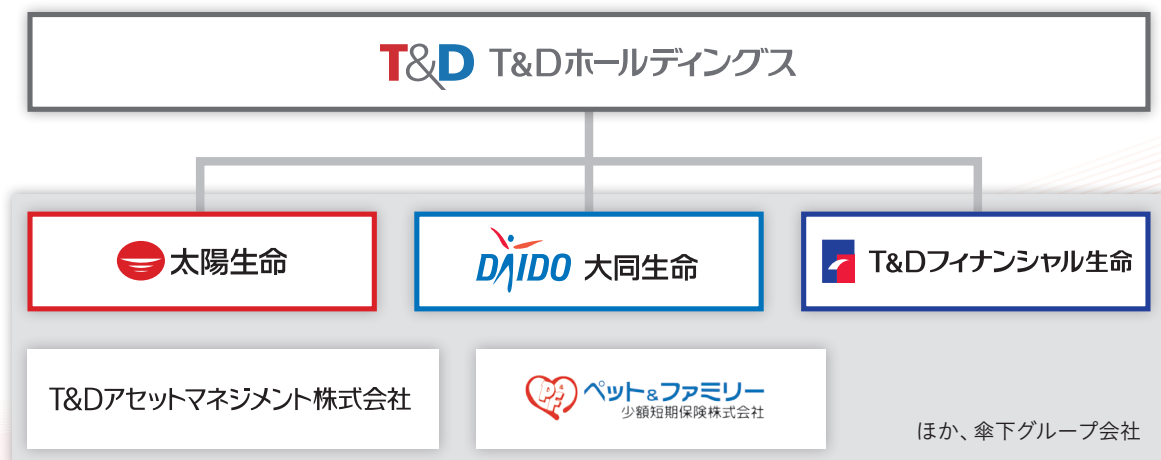 T&D T&Dホールディングス
太陽生命
DAIDO 大同生命
T&Dフィナンシャル生命
T&Dアセットマネジメント株式会社
PAF ペット&ファミリー
少額短期保険株式会社
ほか、傘下グループ会社